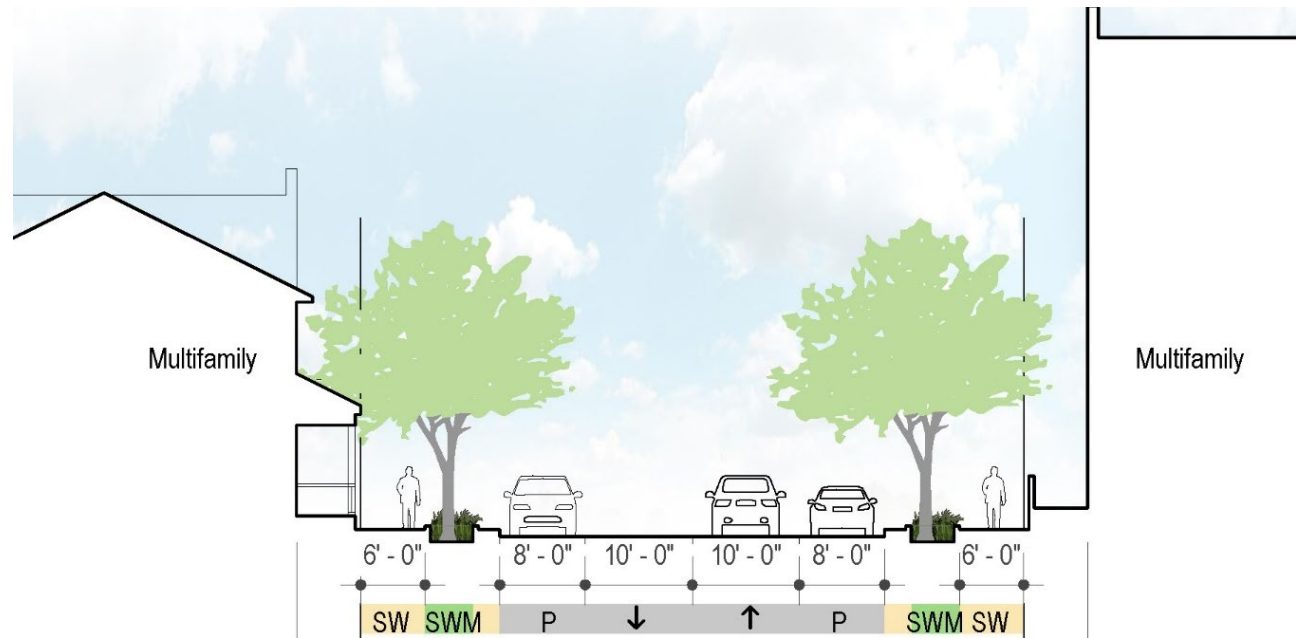 Multifamily
Multifamily
6' - 0" 8' - 0" 10' - 0" 10' - 0" 8' - 0" 6' - 0"
SW SWM P ↓ ↑ P SWM SW